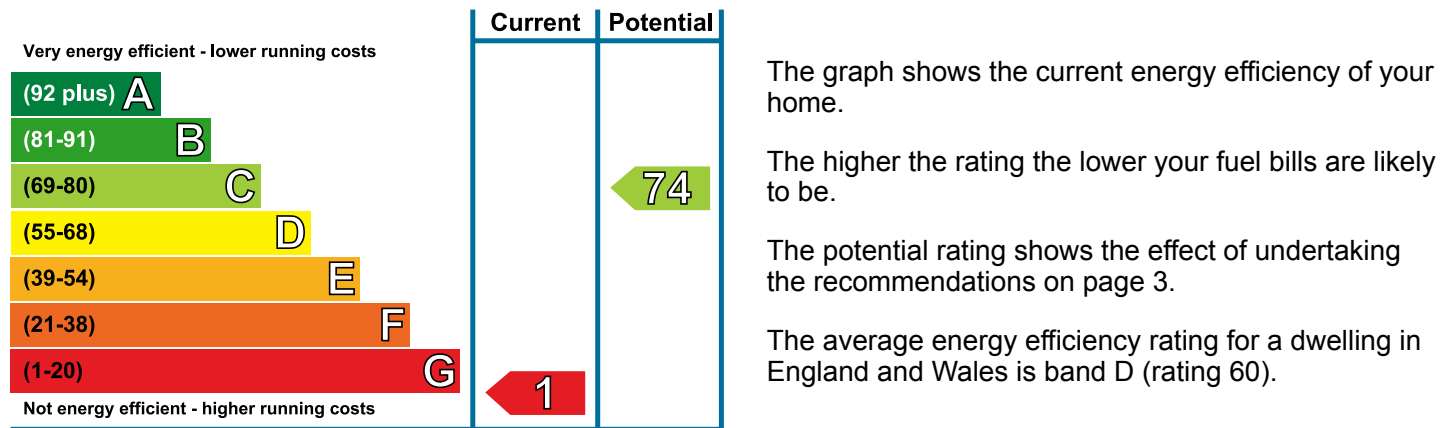 Current Potential
Very energy efficient - lower running costs
(92 plus) A
(81-91) B
(69-80) C
74
(55-68) D
(39-54) E
(21-38) F
(1-20) G
1
Not energy efficient - higher running costs
The graph shows the current energy efficiency of your
home.
The higher the rating the lower your fuel bills are likely
to be.
The potential rating shows the effect of undertaking
the recommendations on page 3.
The average energy efficiency rating for a dwelling in
England and Wales is band D (rating 60).